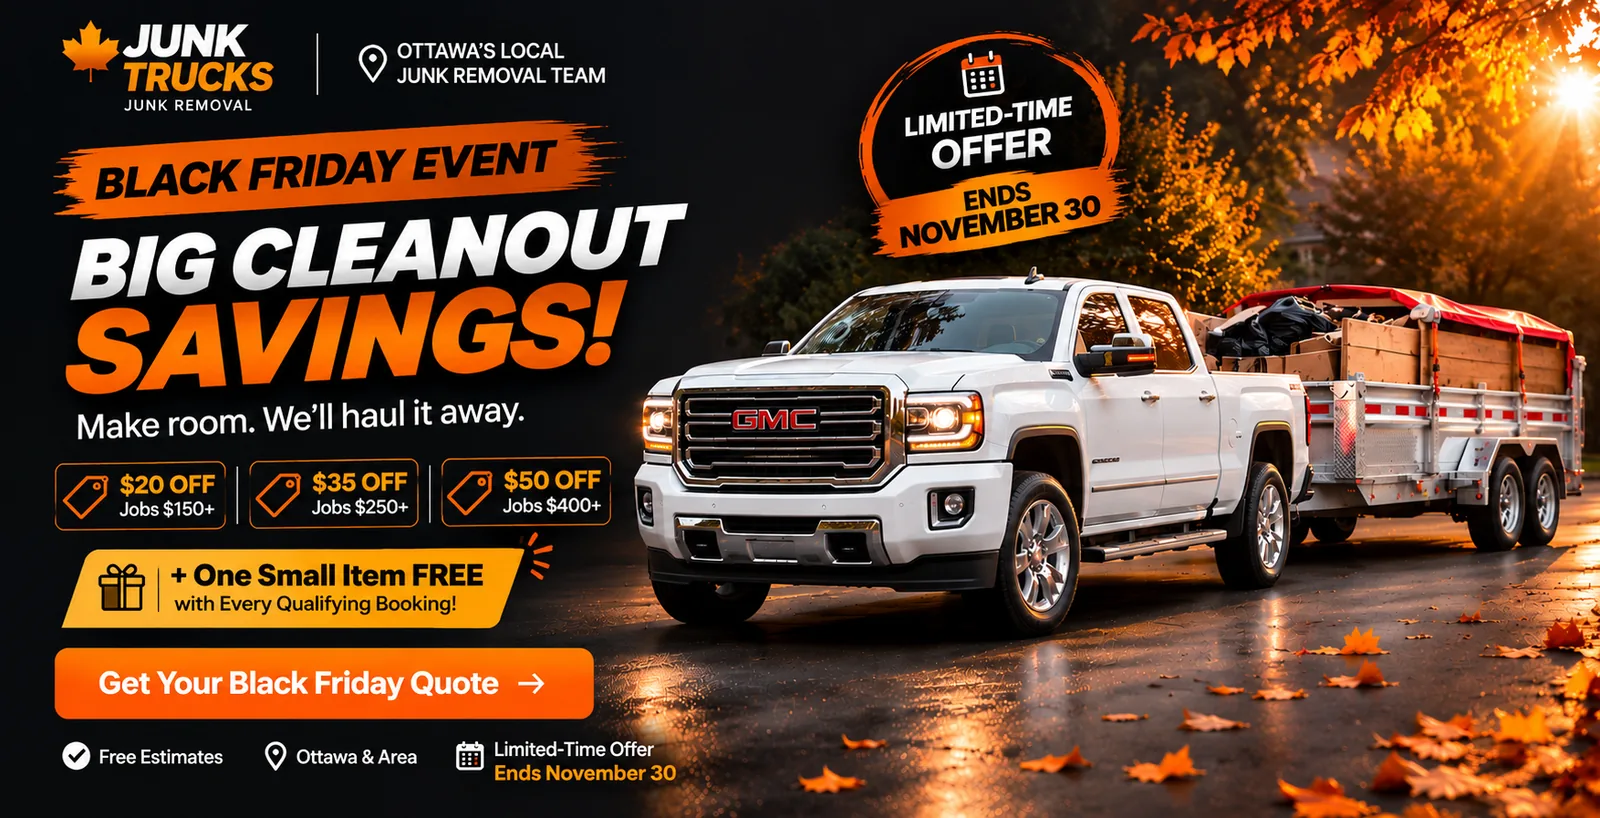 JUNK
TRUCKS
JUNK REMOVAL
OTTAWA'S LOCAL
JUNK REMOVAL TEAM
BLACK FRIDAY EVENT
BIG CLEANOUT
SAVINGS!
Make room. We'll haul it away.
$20 OFF
Jobs $150+
$35 OFF
Jobs $250+
$50 OFF
Jobs $400+
+ One Small Item FREE
with Every Qualifying Booking!
Get Your Black Friday Quote
Free Estimates
Ottawa & Area
Limited-Time Offer
Ends November 30
LIMITED-TIME
OFFER
ENDS
NOVEMBER 30
GMC